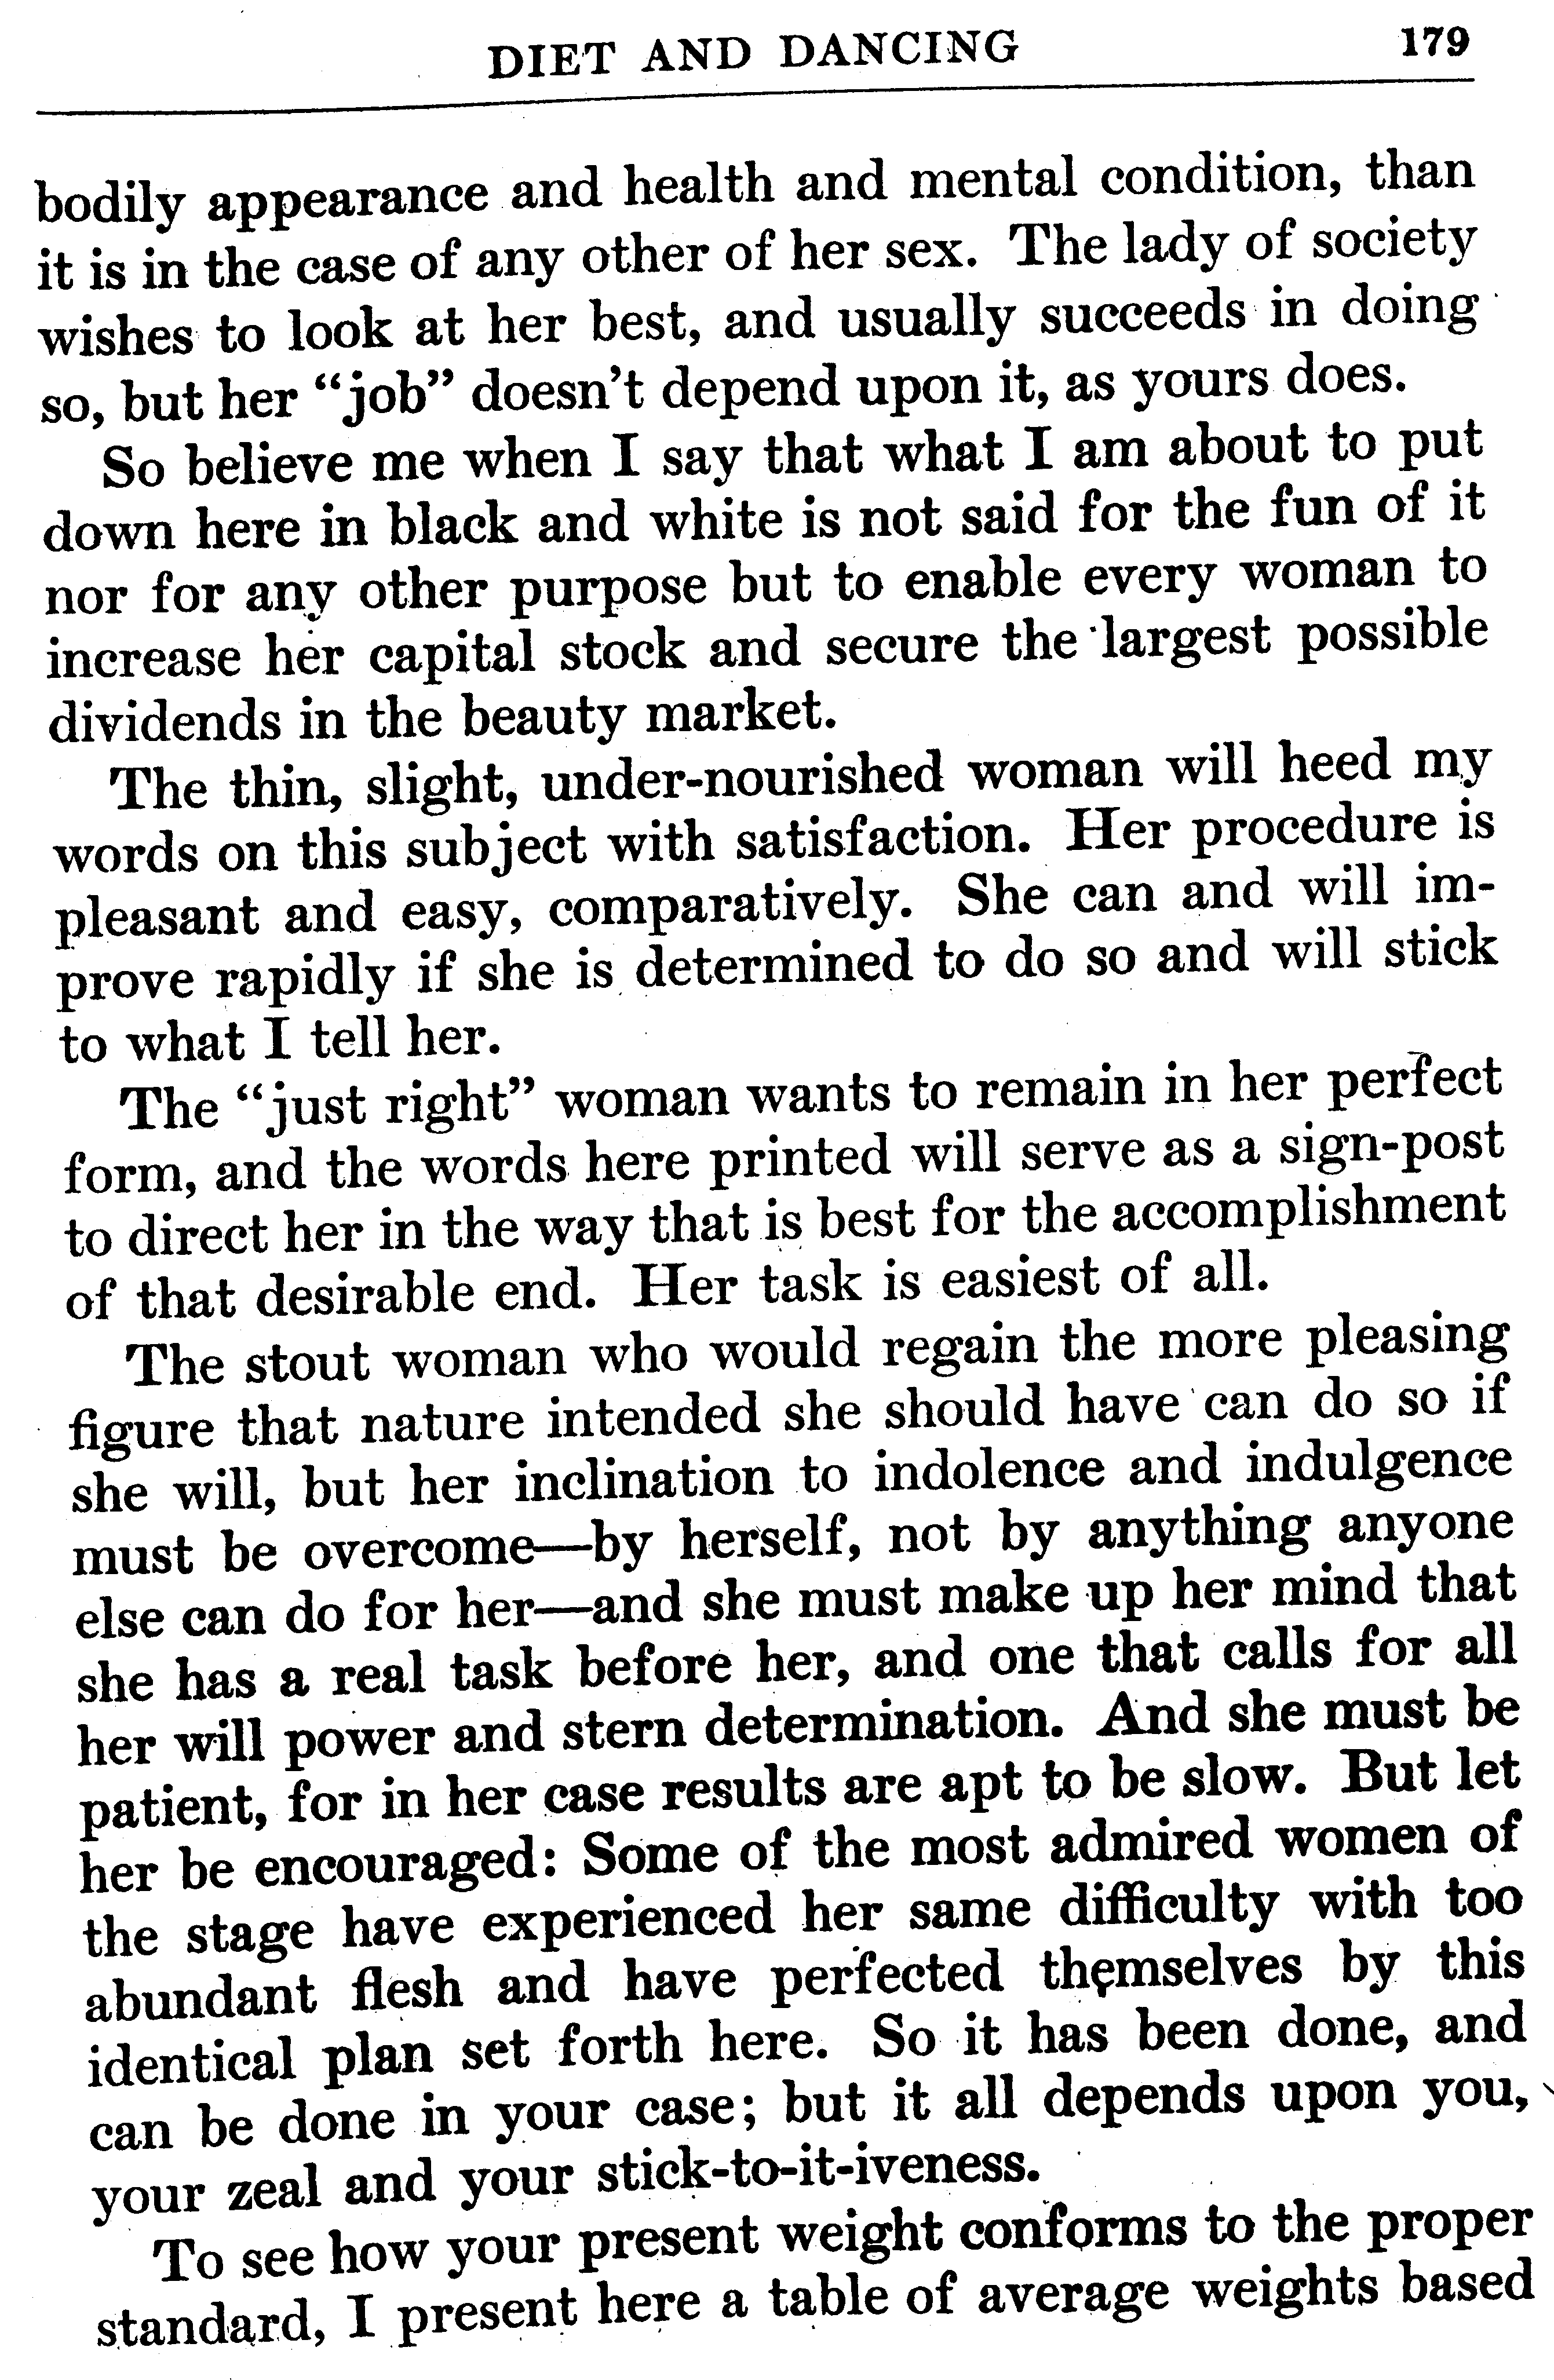 DIET AND DANCING 179
bodily appearance and health and mental condition, than
it is in the case of any other of her sex. The lady of society
wishes to look at her best, and usually succeeds in doing
so, but her “job” doesn’t depend upon it, as yours does.
So believe me when I say that what I am about to put
down here in black and white is not said for the fun of it
nor for any other purpose but to enable every woman to
increase her capital stock and secure the largest possible
dividends in the beauty market.
The thin, slight, under-nourished woman will heed my
words on this subject with satisfaction. Her procedure is
pleasant and easy, comparatively. She can and will im-
prove rapidly if she is determined to do so and will stick
to what I tell her.
The “just right” woman wants to remain in her perfect
form, and the words here printed will serve as a sign-post
to direct her in the way that is best for the accomplishment
of that desirable end. Her task is easiest of all.
The stout woman who would regain the more pleasing
figure that nature intended she should have can do so if
she will, but her inclination to indolence and indulgence
must be overcome—by herself, not by anything anyone
else can do for her—and she must make up her mind that
she has a real task before her, and one that calls for all
her will power and stern determination. And she must be
patient, for in her case results are apt to be slow. But let
her be encouraged: Some of the most admired women of
the stage have experienced her same difficulty with too
abundant flesh and have perfected themselves by this
identical plan set forth here. So it has been done, and
can be done in your case; but it all depends upon you,
your zeal and your stick-to-it-iveness.
To see how your present weight conforms to the proper
standard, I present here a table of average weights based